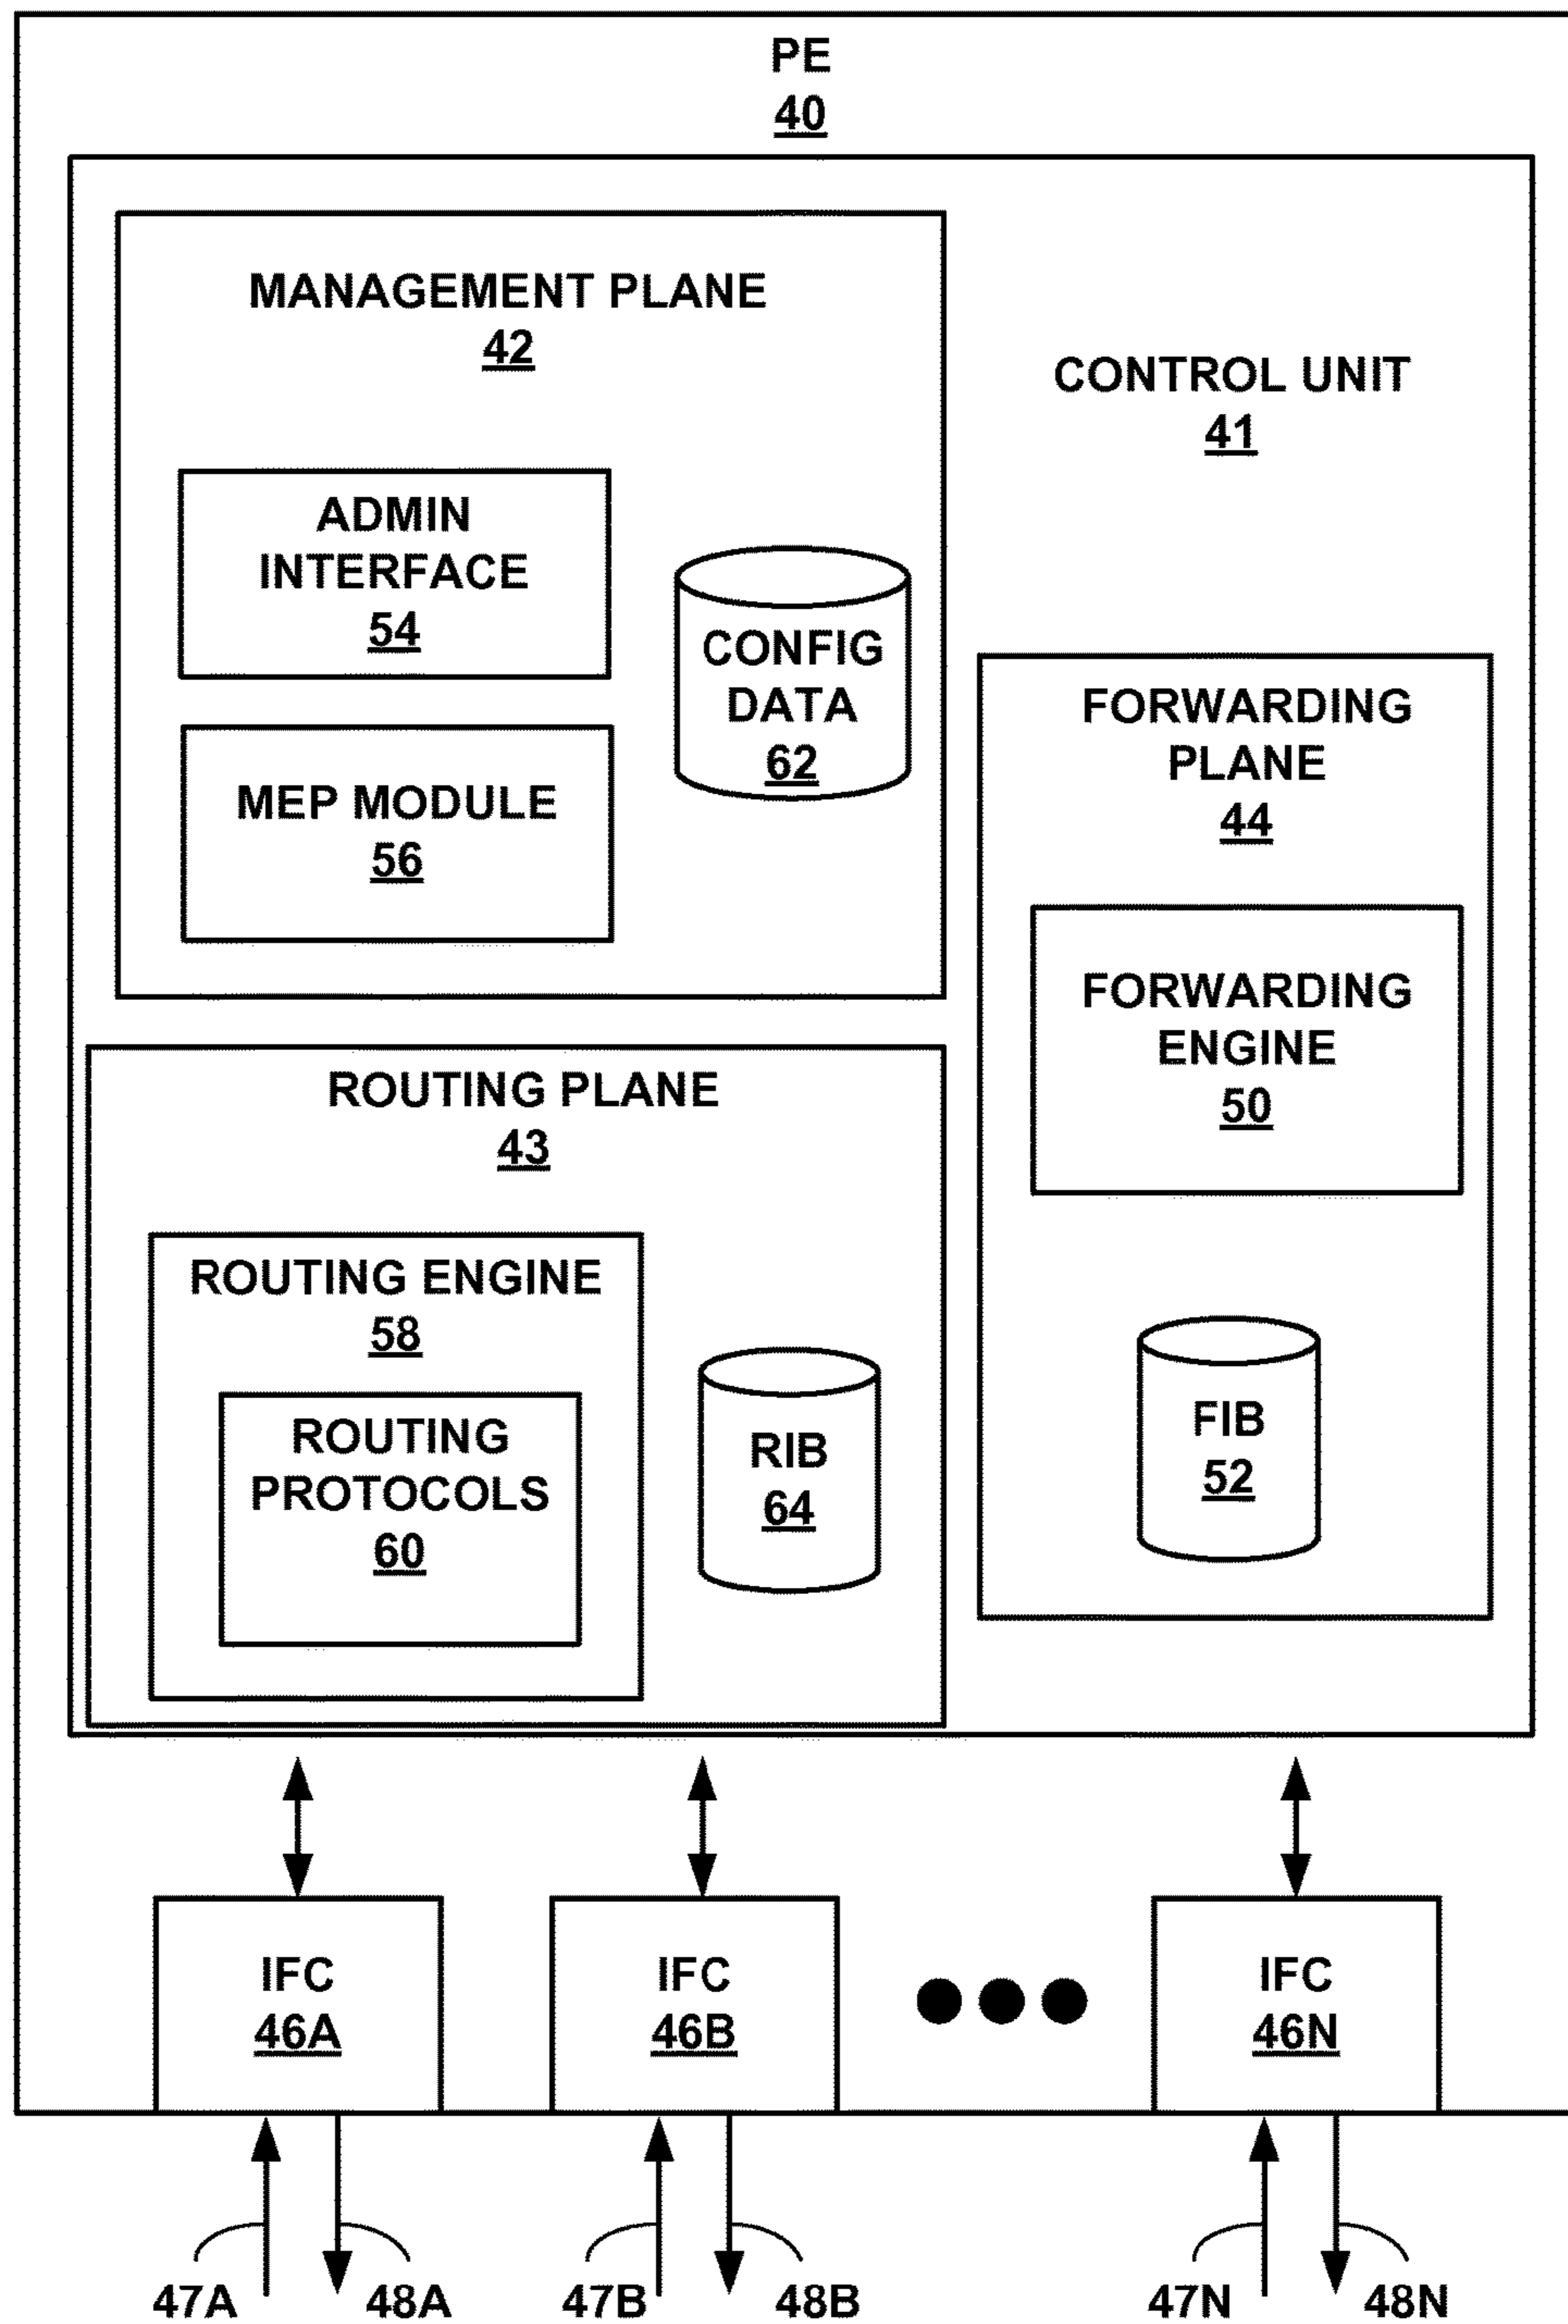 PE
40
MANAGEMENT PLANE
42
CONTROL UNIT
41
ADMIN
INTERFACE
54
CONFIG
DATA
62
MEP MODULE
56
FORWARDING
PLANE
44
FORWARDING
ENGINE
50
FIB
52
ROUTING PLANE
43
ROUTING ENGINE
58
ROUTING
PROTOCOLS
60
RIB
64
IFC
46A
IFC
46B
IFC
46N
47A
48A
47B
48B
47N
48N